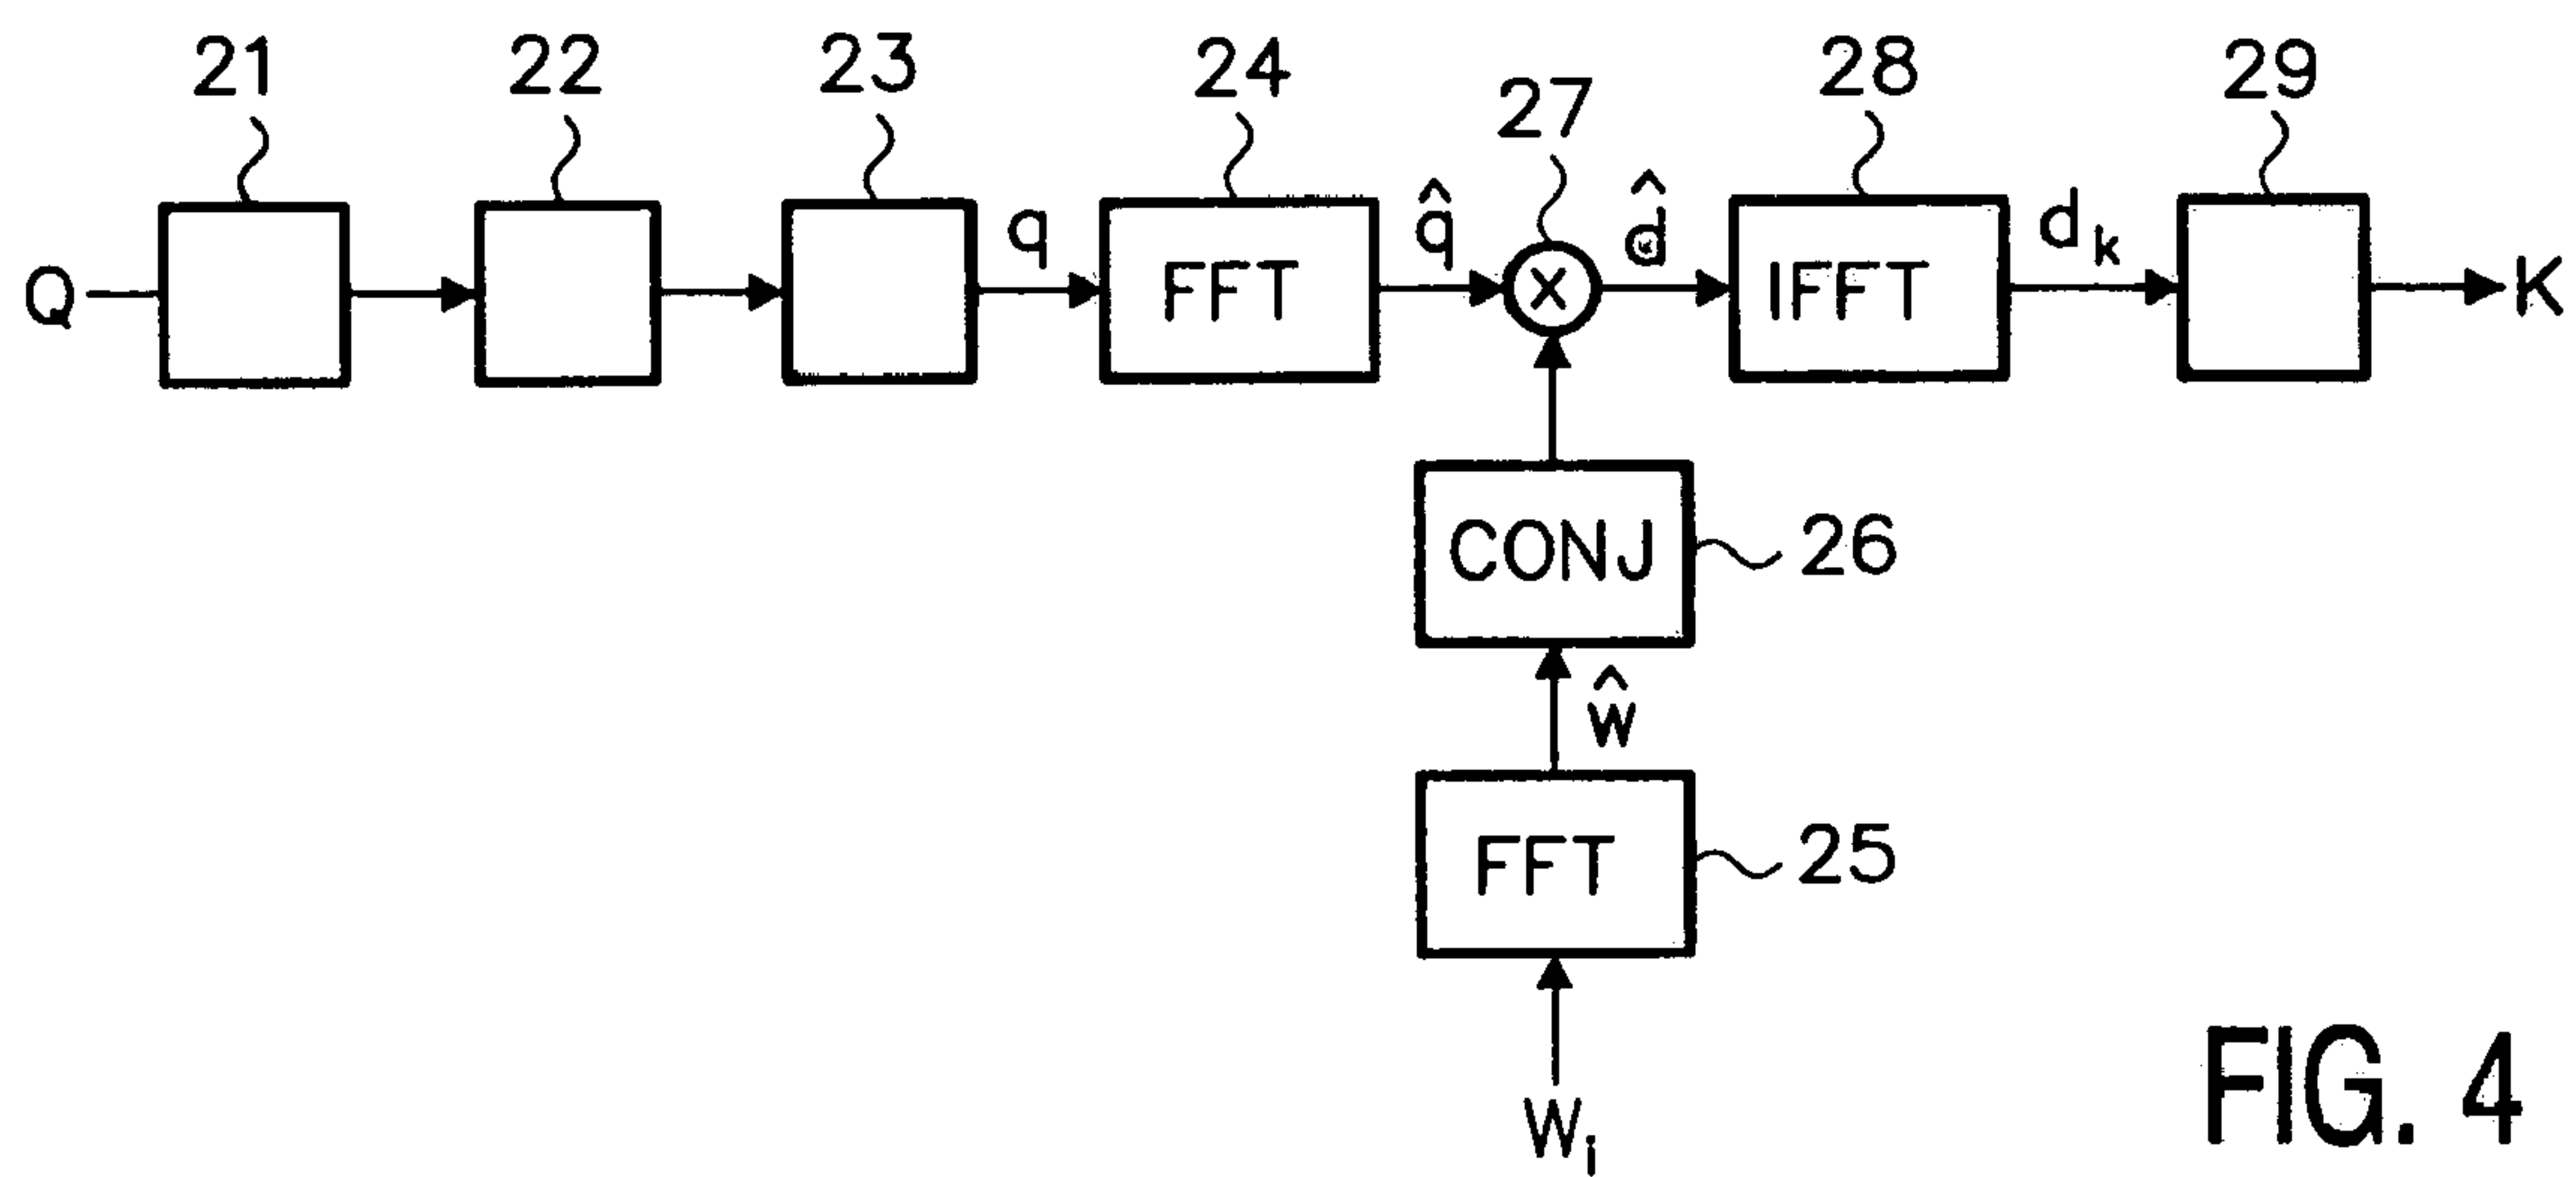 21 22 23 24 27 28 29
Q q FFT q̂ X d̂ IFFT d_k K
CONJ 26
ŵ
FFT 25
w_i
FIG. 4